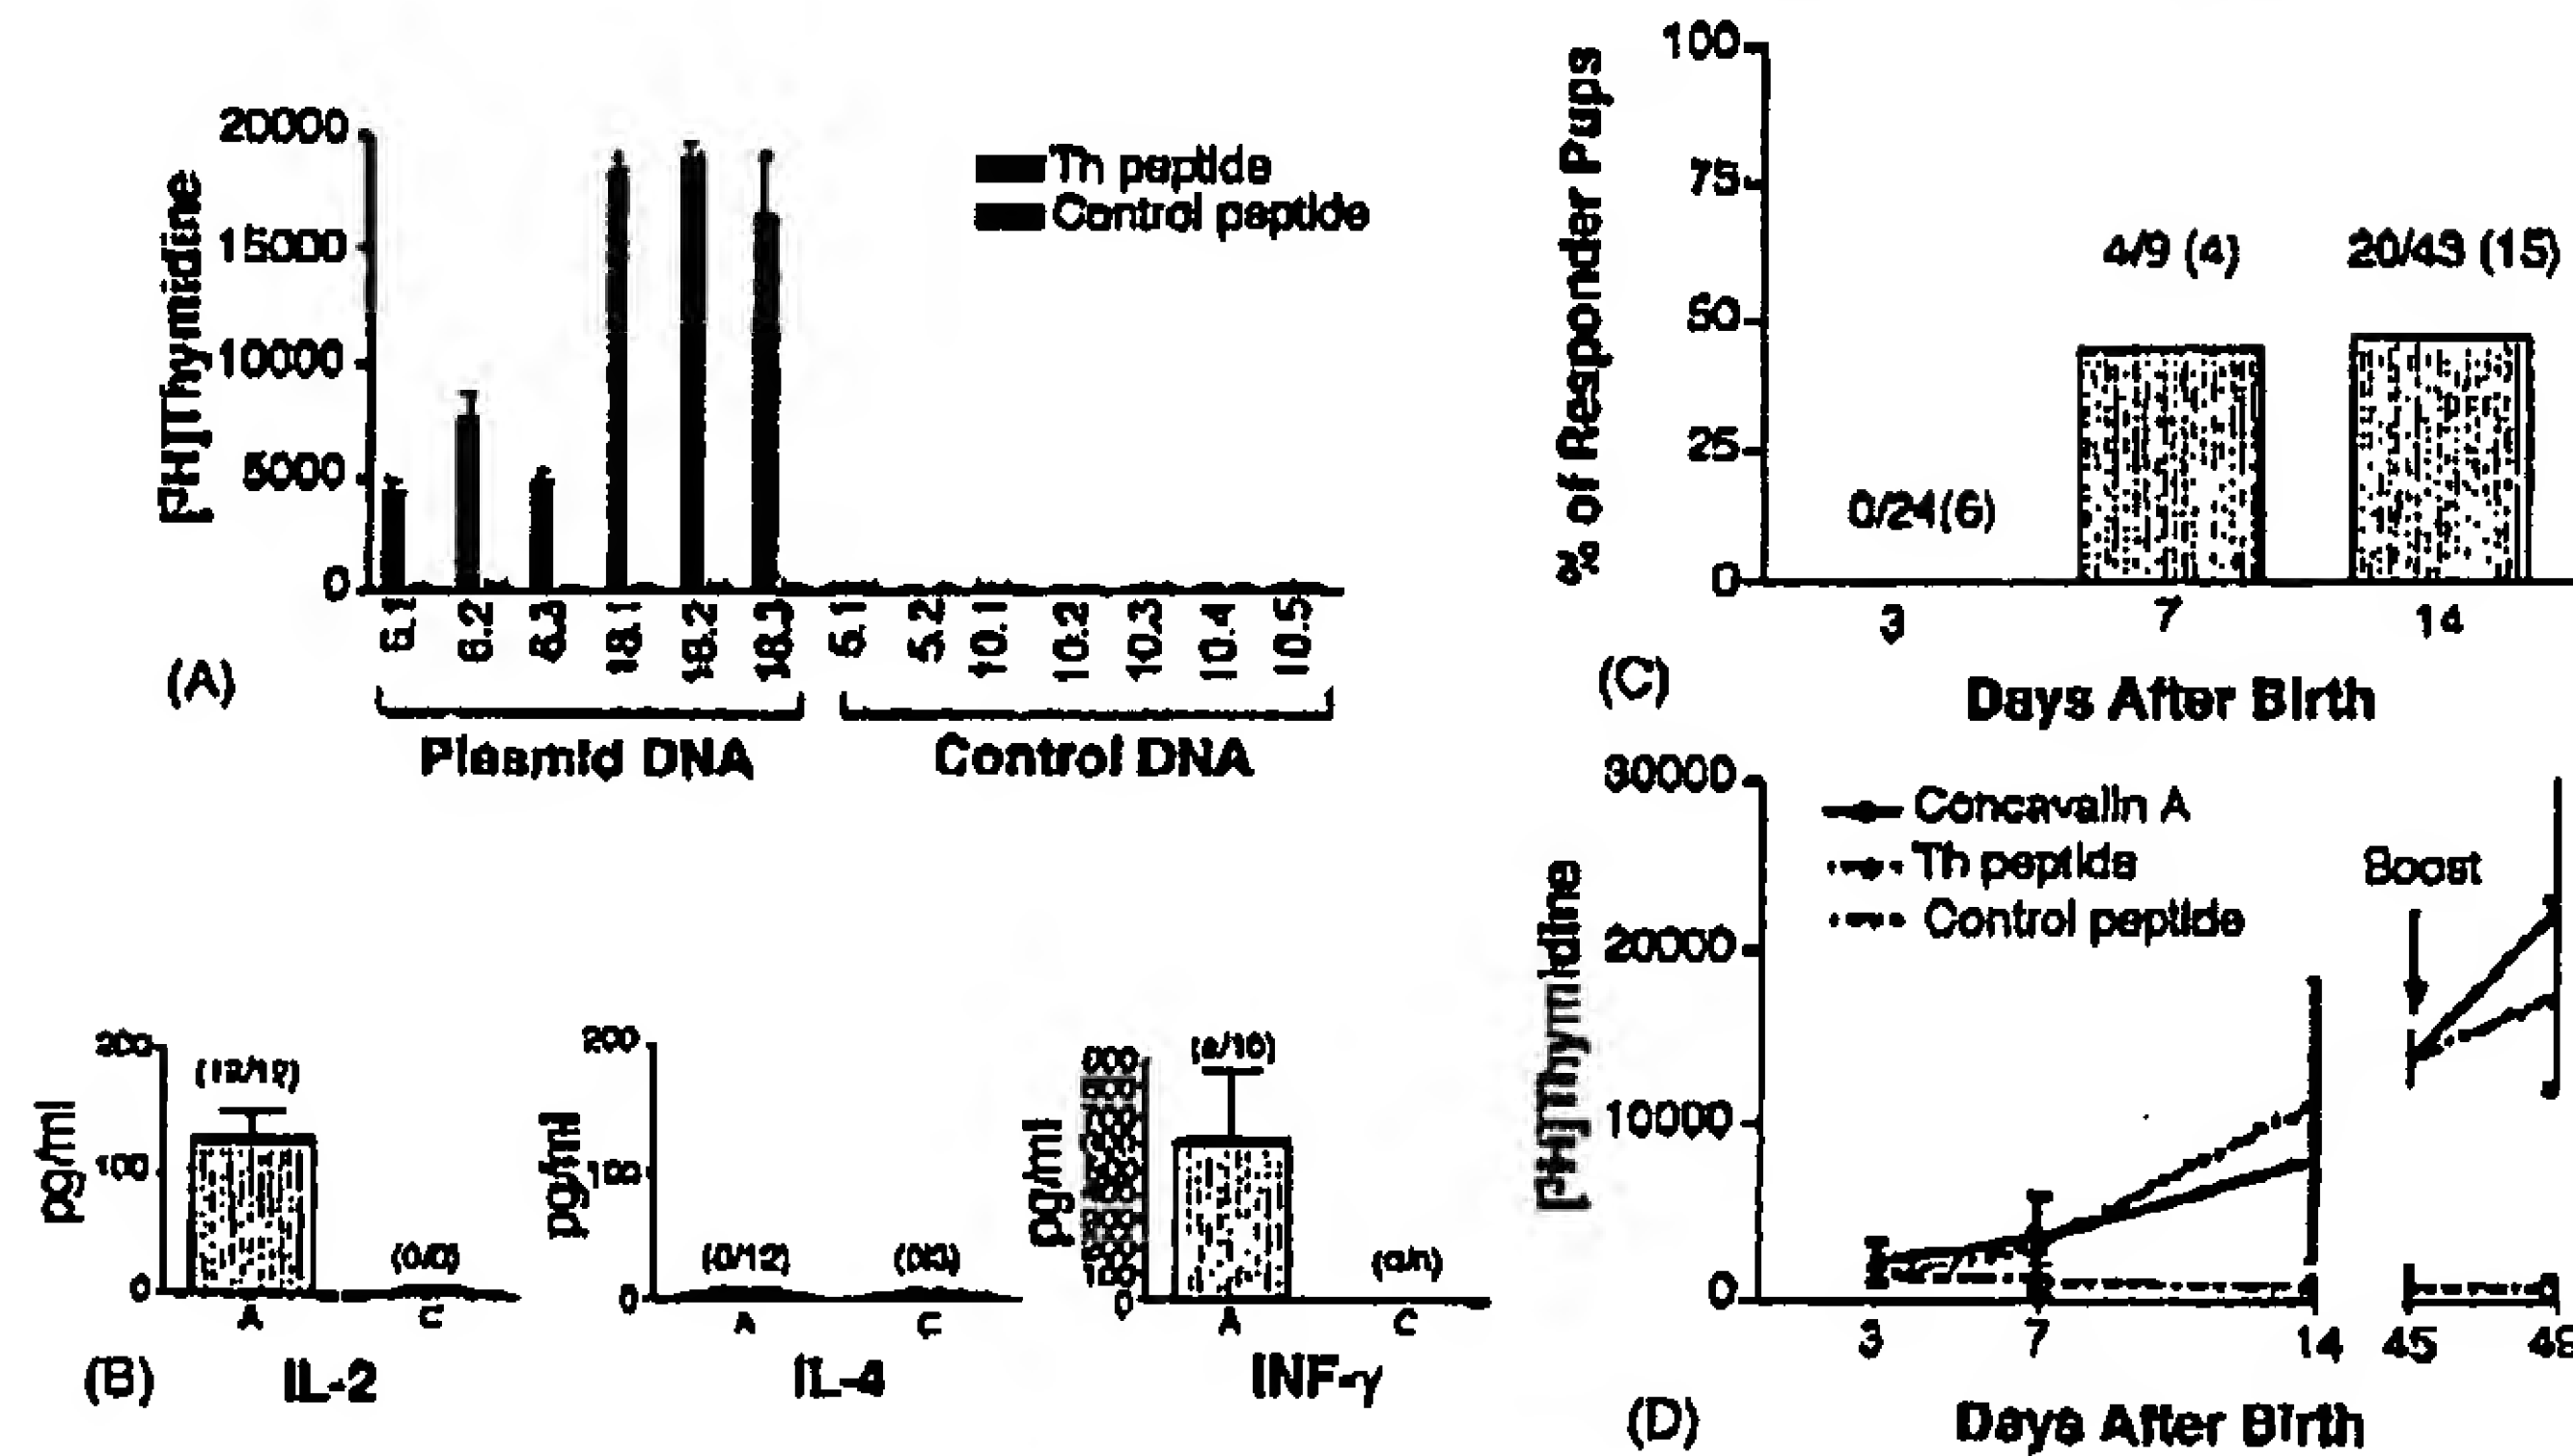 20000
15000
10000
5000
0
[³H]Thymidine
Th peptide
Control peptide
6.1 6.2 6.3 18.1 18.2 18.3 5.1 5.2 10.1 10.2 10.3 10.4 10.5
Plasmid DNA Control DNA
(A)
200
100
0
pg/ml
(12/12)
A C
IL-2
200
100
0
pg/ml
(0/12)
A C
IL-4
pg/ml
0
A C
INF-γ
(B)
100
75
50
25
0
% of Responder Pups
0/24(6)
4/9 (4)
20/43 (15)
3 7 14
Days After Birth
(C)
30000
20000
10000
0
[³H]Thymidine
Concavalin A
Th peptide
Control peptide
Boost
3 7 14 45
Days After Birth
(D)